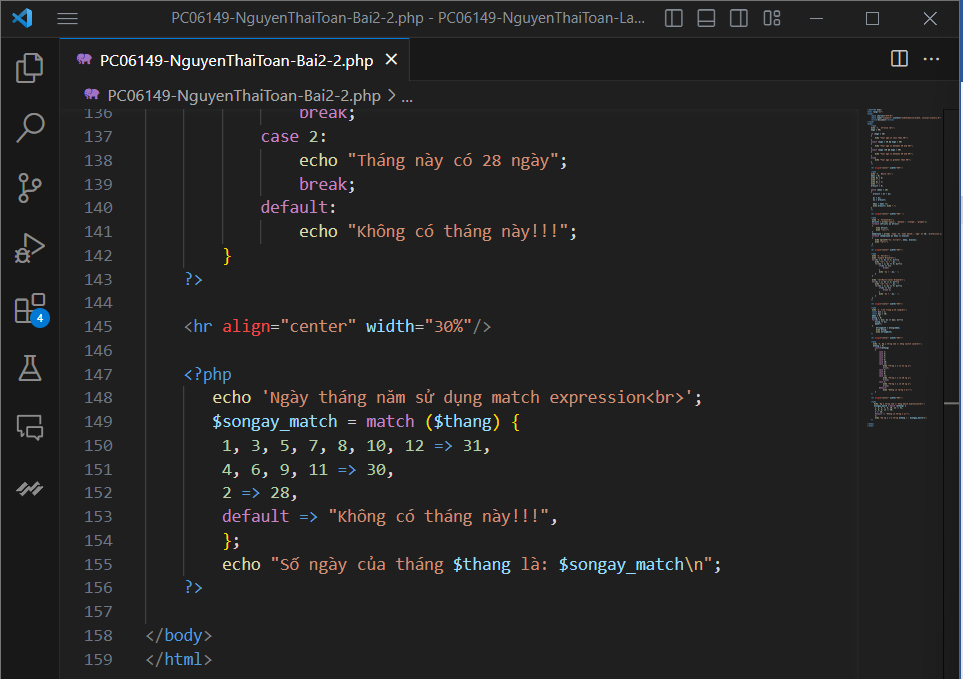 PC06149-NguyenThaiToan-Bai2-2.php - PC06149-NguyenThaiToan-La...
PC06149-NguyenThaiToan-Bai2-2.php
PC06149-NguyenThaiToan-Bai2-2.php > ...
136 break;
137 case 2:
138 echo "Tháng này có 28 ngày";
139 break;
140 default:
141 echo "Không có tháng này!!!";
142 }
143 ?>
144
145 <hr align="center" width="30%"/>
146
147 <?php
148 echo 'Ngày tháng năm sử dụng match expression<br>';
149 $songay_match = match ($thang) {
150 1, 3, 5, 7, 8, 10, 12 => 31,
151 4, 6, 9, 11 => 30,
152 2 => 28,
153 default => "Không có tháng này!!!",
154 };
155 echo "Số ngày của tháng $thang là: $songay_match\n";
156 ?>
157
158 </body>
159 </html>
4